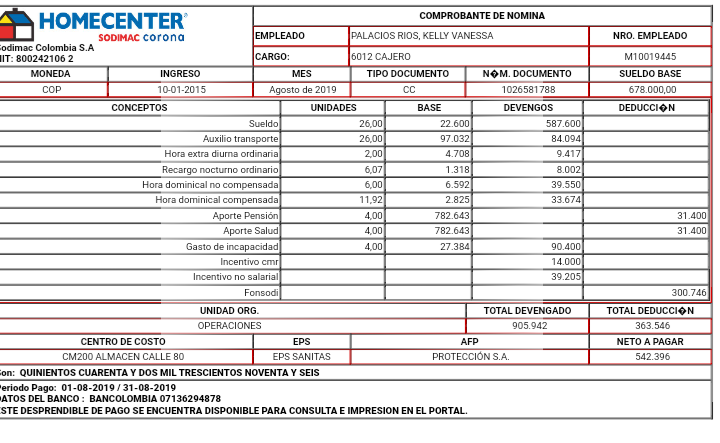 HOMECENTER
SODIMAC corona
COMPROBANTE DE NOMINA
Sodimac Colombia S.A
NIT: 800242106 2
EMPLEADO PALACIOS RIOS, KELLY VANESSA NRO. EMPLEADO
CARGO: 6012 CAJERO M10019445
MONEDA INGRESO MES TIPO DOCUMENTO N�M. DOCUMENTO SUELDO BASE
COP 10-01-2015 Agosto de 2019 CC 1026581788 678.000,00
CONCEPTOS UNIDADES BASE DEVENGOS DEDUCCI�N
Sueldo 26,00 22.600 587.600
Auxilio transporte 26,00 97.032 84.094
Hora extra diurna ordinaria 2,00 4.708 9.417
Recargo nocturno ordinario 6,07 1.318 8.002
Hora dominical no compensada 6,00 6.592 39.550
Hora dominical compensada 11,92 2.825 33.674
Aporte Pensión 4,00 782.643 31.400
Aporte Salud 4,00 782.643 31.400
Gasto de incapacidad 4,00 27.384 90.400
Incentivo cmr 14.000
Incentivo no salarial 39.205
Fonsodi 300.746
UNIDAD ORG. TOTAL DEVENGADO TOTAL DEDUCCI�N
OPERACIONES 905.942 363.546
CENTRO DE COSTO EPS AFP NETO A PAGAR
CM200 ALMACEN CALLE 80 EPS SANITAS PROTECCIÓN S.A. 542.396
Son: QUINIENTOS CUARENTA Y DOS MIL TRESCIENTOS NOVENTA Y SEIS
Periodo Pago: 01-08-2019 / 31-08-2019
DATOS DEL BANCO : BANCOLOMBIA 07136294878
ESTE DESPRENDIBLE DE PAGO SE ENCUENTRA DISPONIBLE PARA CONSULTA E IMPRESION EN EL PORTAL.